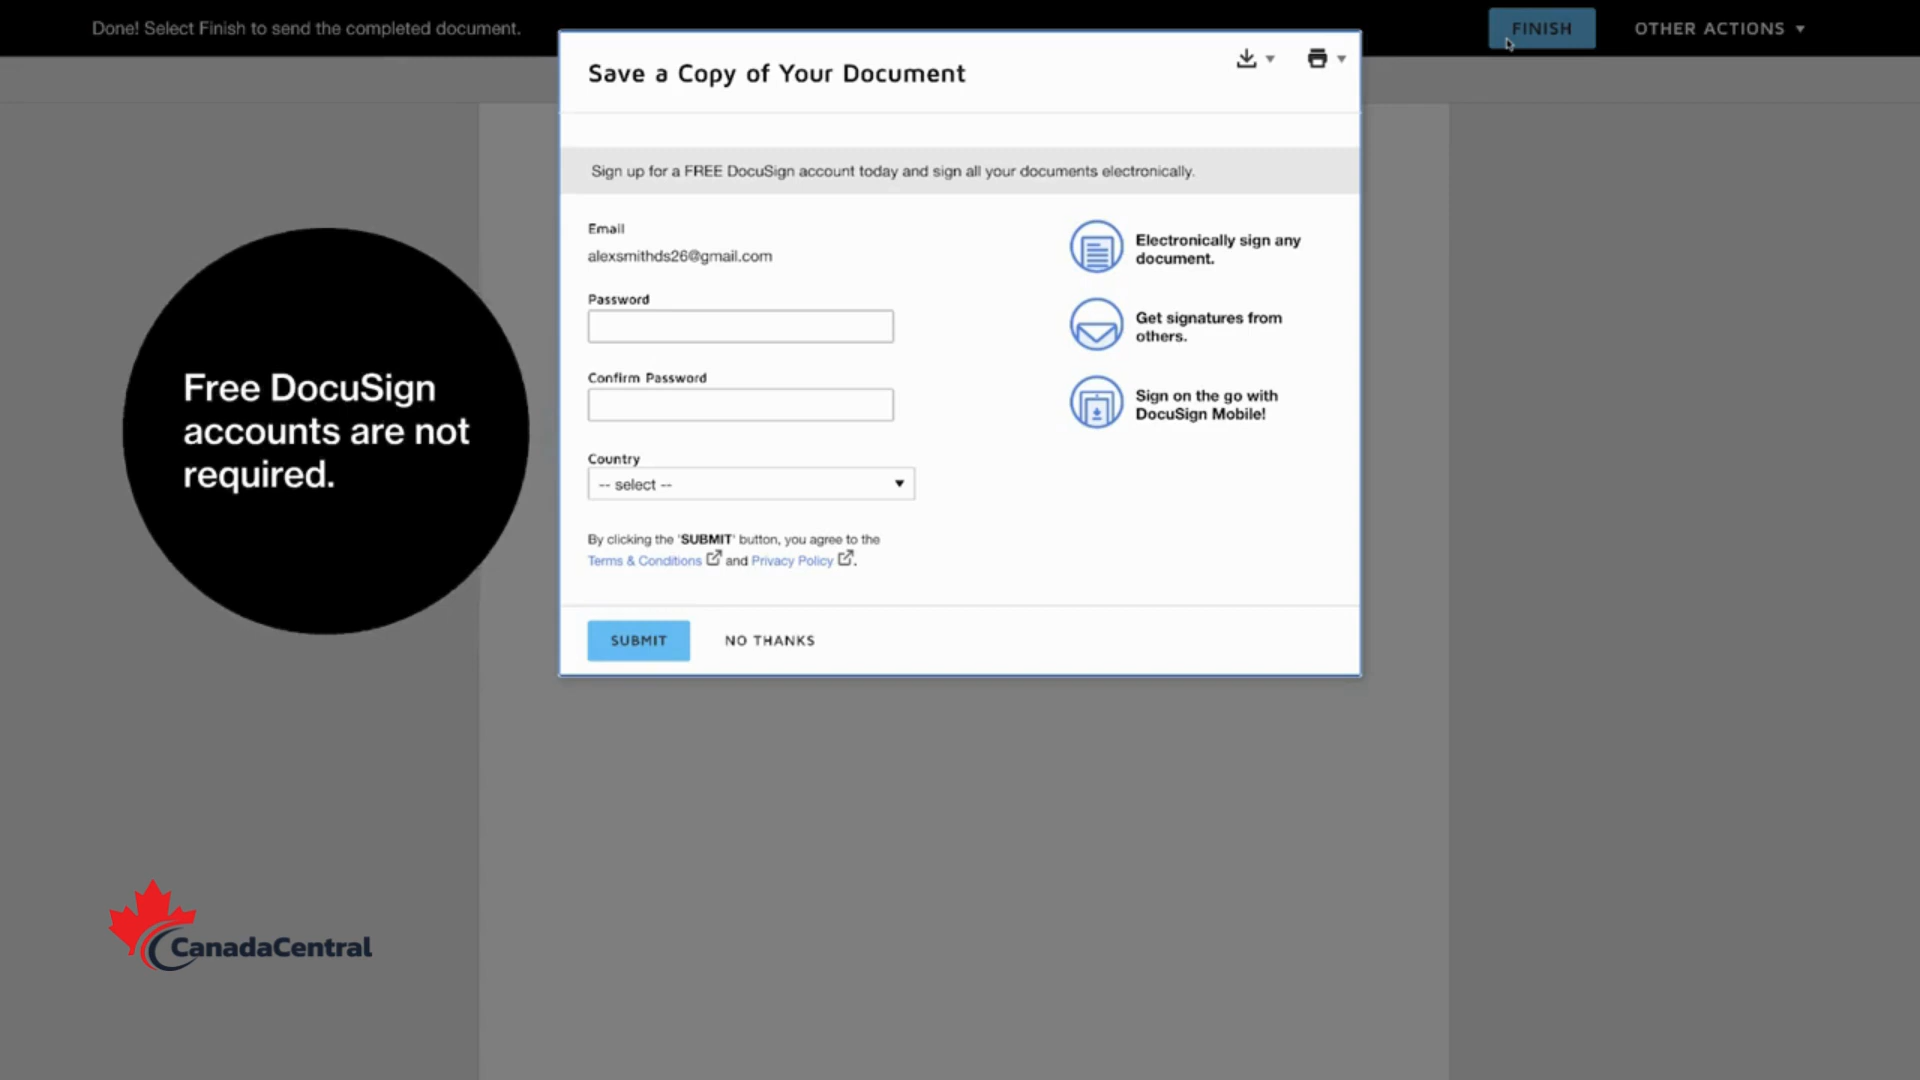 Done! Select Finish to send the completed document.
FINISH
OTHER ACTIONS
Save a Copy of Your Document
Sign up for a FREE DocuSign account today and sign all your documents electronically.
Email
alexsmithds26@gmail.com
Password
Confirm Password
Country
-- select --
By clicking the 'SUBMIT' button, you agree to the
Terms & Conditions and Privacy Policy.
SUBMIT
NO THANKS
Electronically sign any
document.
Get signatures from
others.
Sign on the go with
DocuSign Mobile!
Free DocuSign
accounts are not
required.
CanadaCentral